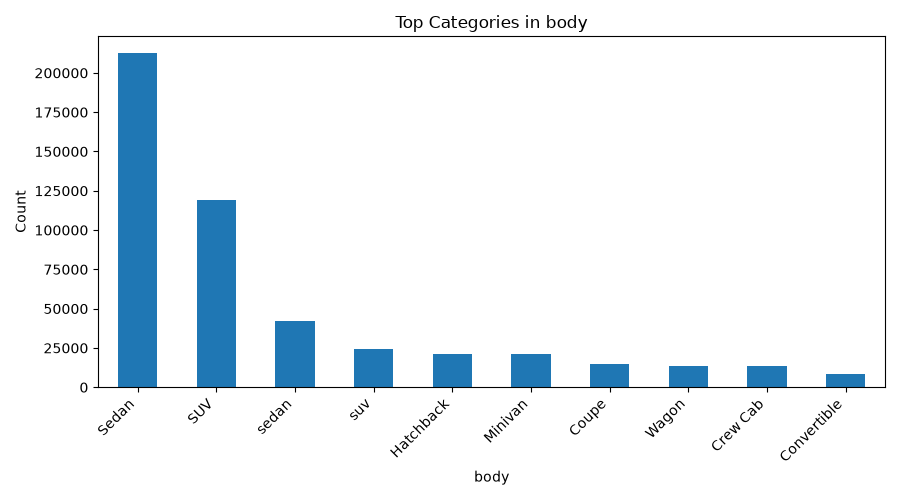 Top Categories in body
Count
200000
175000
150000
125000
100000
75000
50000
25000
0
Sedan
SUV
sedan
suv
Hatchback
Minivan
Coupe
Wagon
Crew Cab
Convertible
body